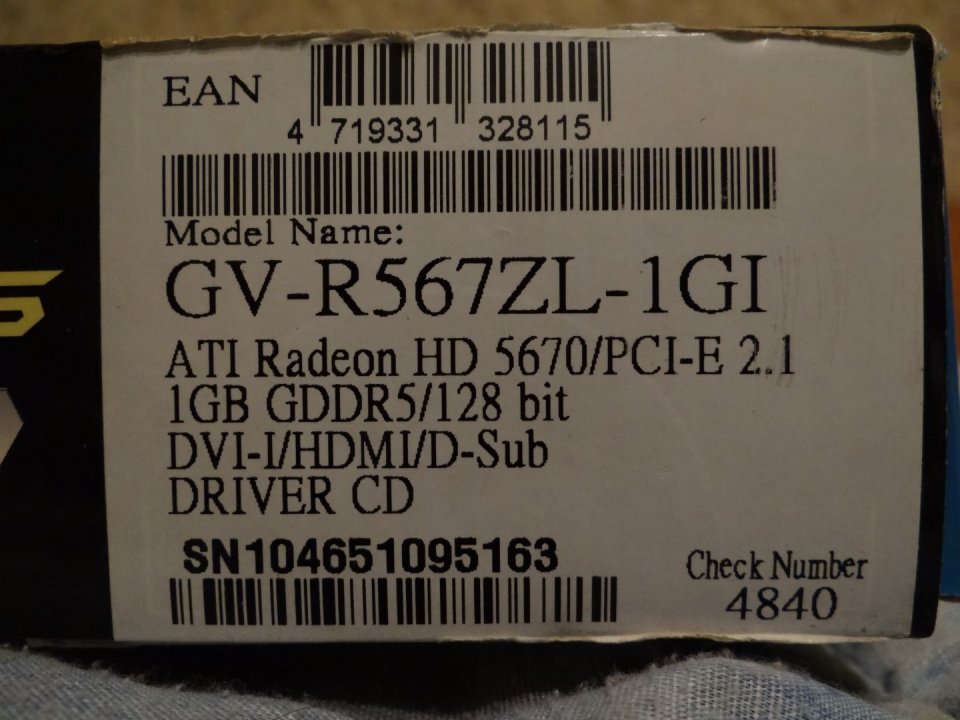 EAN
4 719331 328115
Model Name:
GV-R567ZL-1GI
ATI Radeon HD 5670/PCI-E 2.1
1GB GDDR5/128 bit
DVI-I/HDMI/D-Sub
DRIVER CD
SN104651095163
Check Number
4840